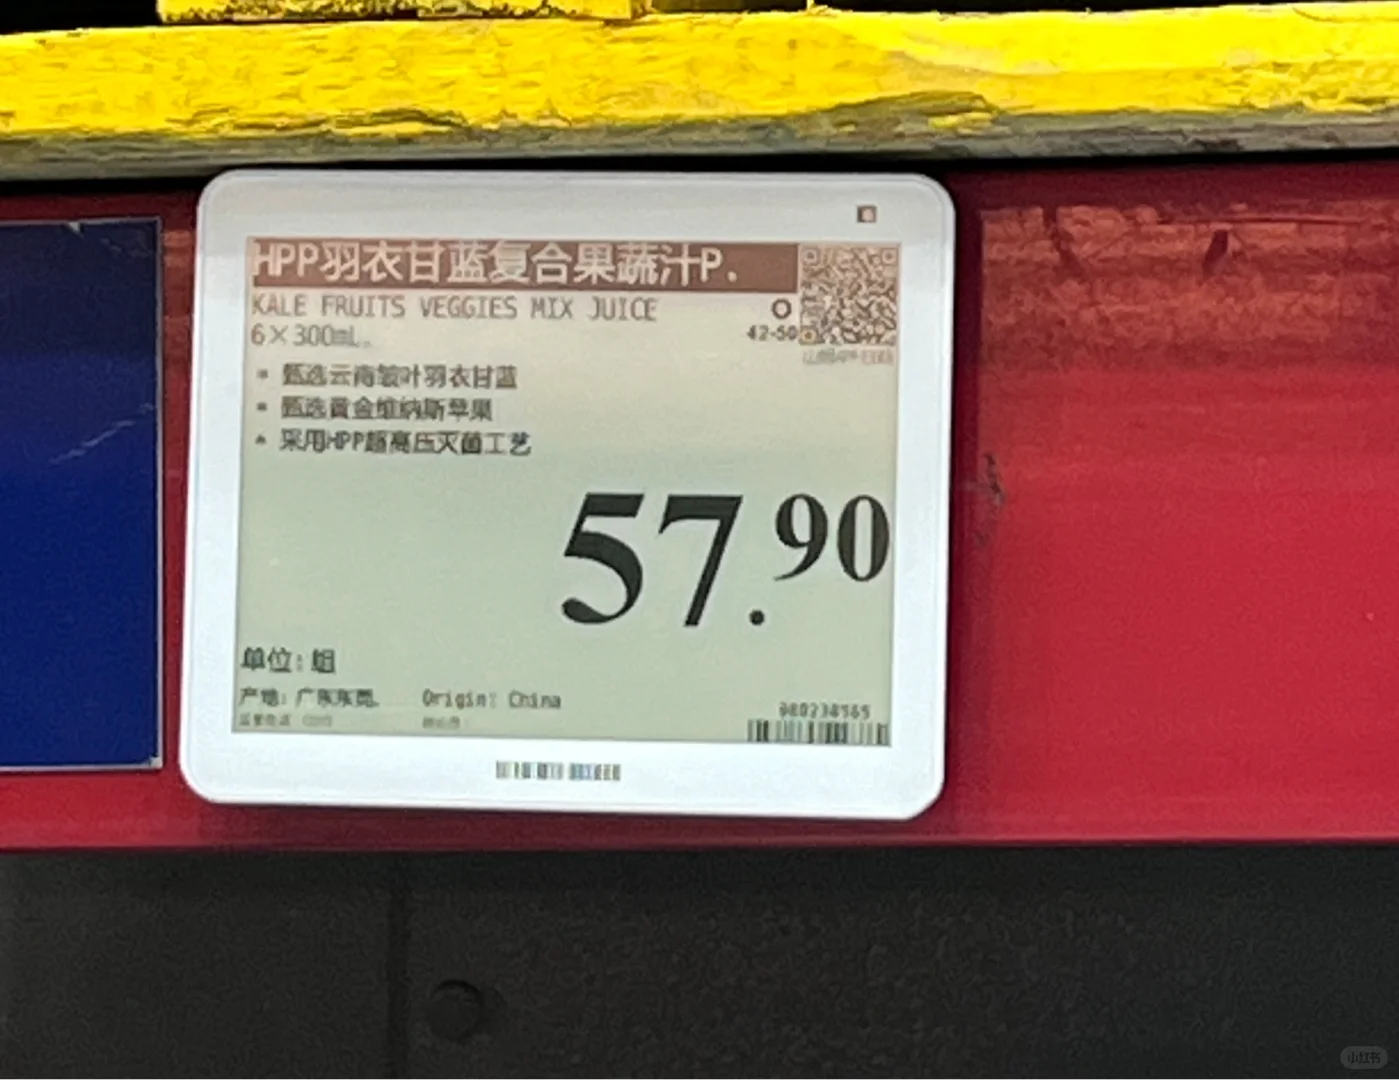 HPP羽衣甘蓝复合果蔬汁P.
KALE FRUITS VEGGIES MIX JUICE
6×300mL.
42-50
甄选云南皱叶羽衣甘蓝
甄选黄金维纳斯苹果
采用HPP超高压灭菌工艺
57.90
单位: 组
产地: 广东东莞. Origin: China
小红书